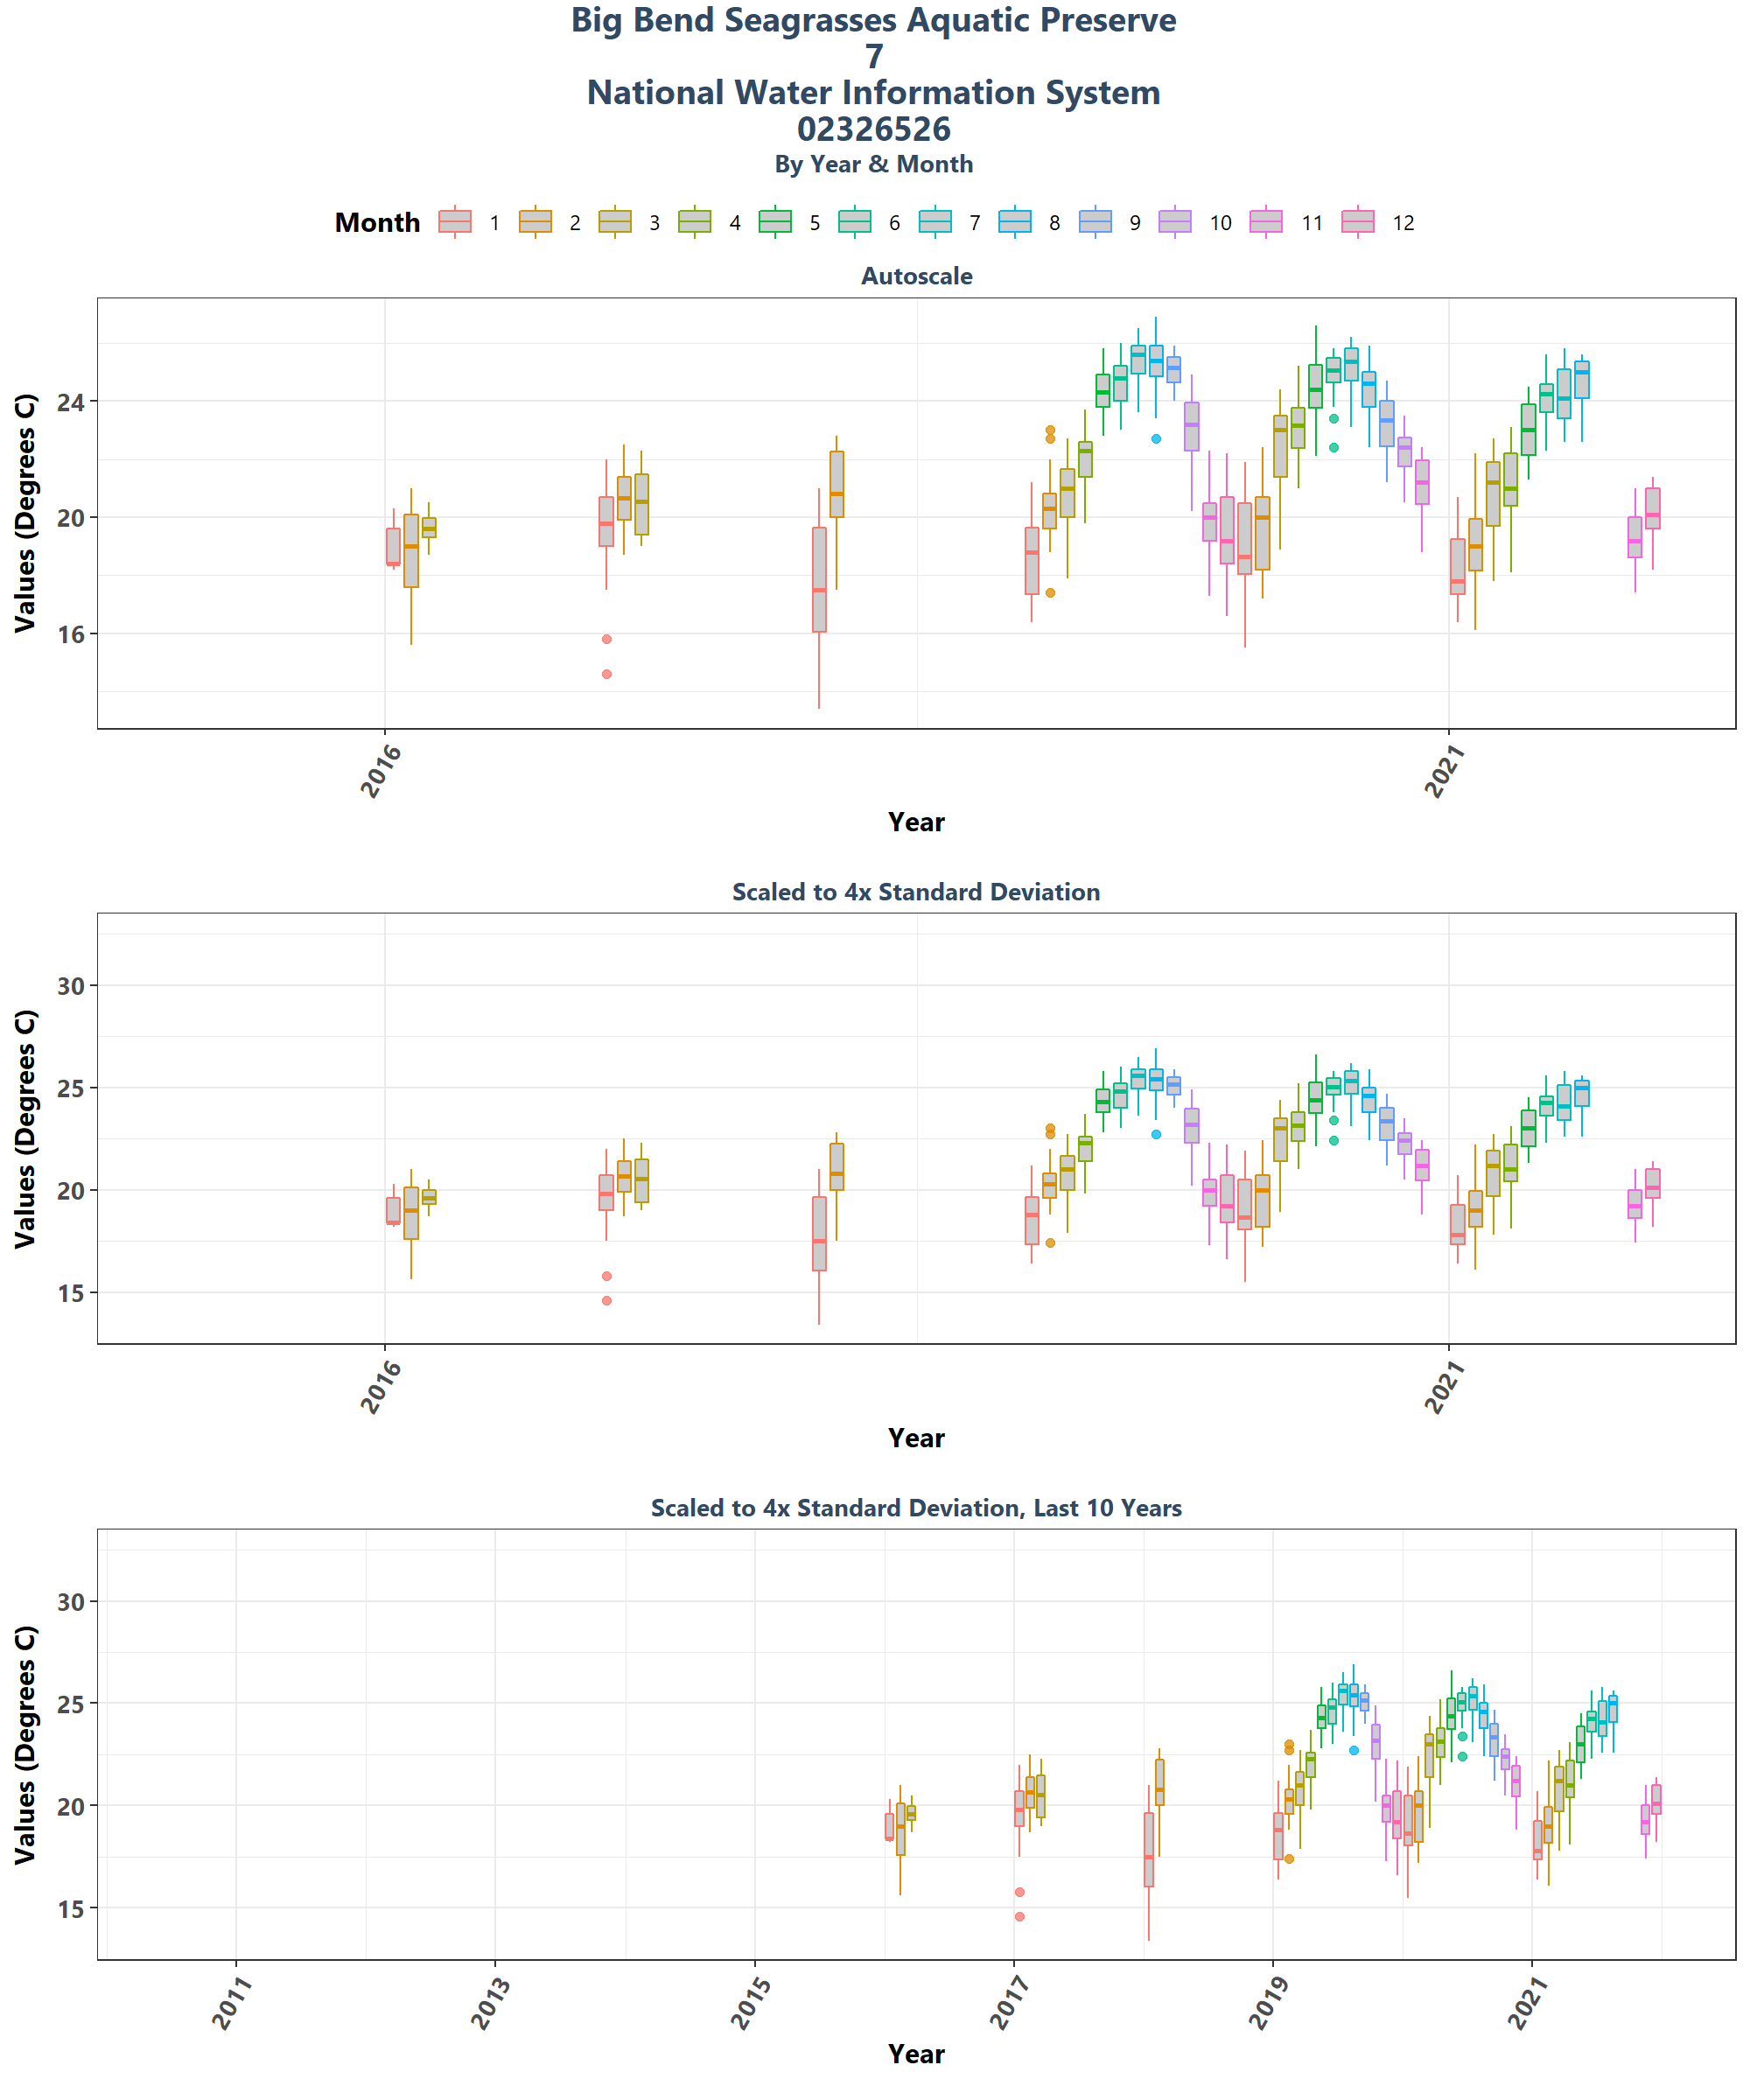 Big Bend Seagrasses Aquatic Preserve
7
National Water Information System
02326526
By Year & Month
Month 1 2 3 4 5 6 7 8 9 10 11 12
Autoscale
Values (Degrees C)
24
20
16
2016 2021
Year
Scaled to 4x Standard Deviation
Values (Degrees C)
30
25
20
15
2016 2021
Year
Scaled to 4x Standard Deviation, Last 10 Years
Values (Degrees C)
30
25
20
15
2011 2013 2015 2017 2019 2021
Year